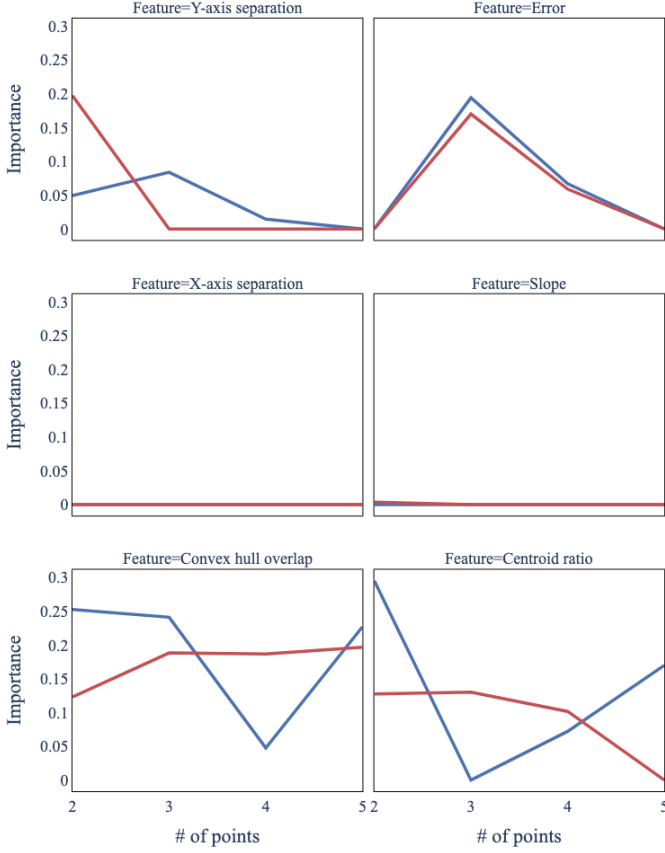 Feature=Y-axis separation
Feature=Error
0.3
0.25
0.2
0.15
0.1
0.05
0
Importance
Feature=X-axis separation
Feature=Slope
0.3
0.25
0.2
0.15
0.1
0.05
0
Importance
Feature=Convex hull overlap
Feature=Centroid ratio
0.3
0.25
0.2
0.15
0.1
0.05
0
Importance
2 3 4 5
2 3 4 5
# of points
# of points